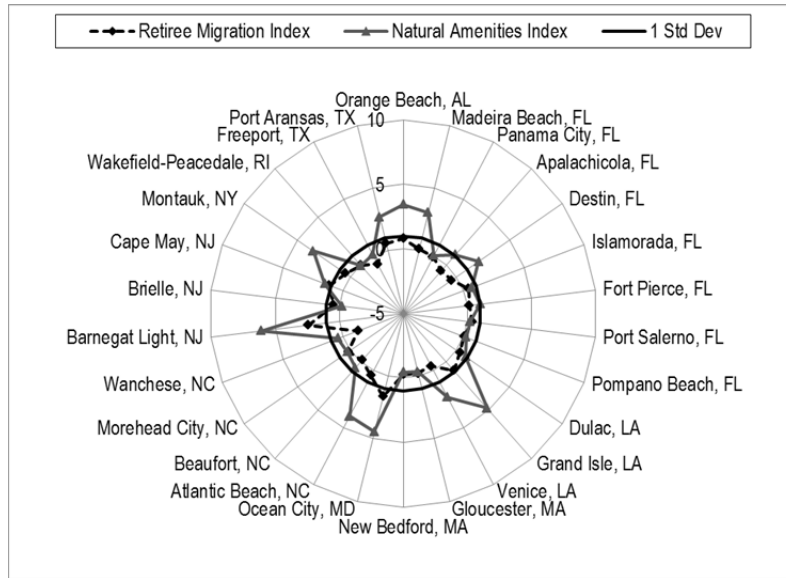 Retiree Migration Index Natural Amenities Index 1 Std Dev
Orange Beach, AL
Port Aransas, TX
Madeira Beach, FL
Freeport, TX
10
Panama City, FL
Wakefield-Peacedale, RI
Apalachicola, FL
Montauk, NY
5
Destin, FL
Cape May, NJ
0
Islamorada, FL
Brielle, NJ
-5
Fort Pierce, FL
Barnegat Light, NJ
Port Salerno, FL
Wanchese, NC
Pompano Beach, FL
Morehead City, NC
Dulac, LA
Beaufort, NC
Grand Isle, LA
Atlantic Beach, NC
Venice, LA
Ocean City, MD
Gloucester, MA
New Bedford, MA